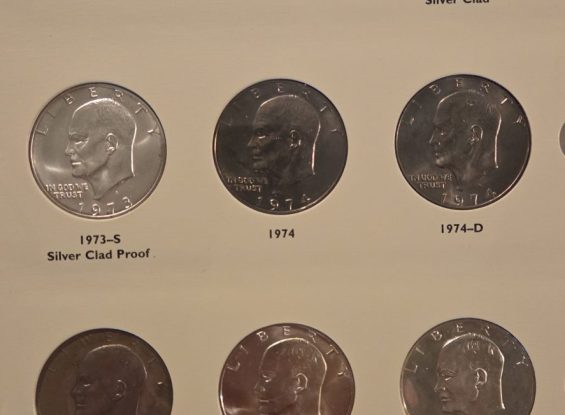 Silver Clad
LIBERTY
IN GOD WE
TRUST
1973
LIBERTY
IN GOD WE
TRUST
1974
LIBERTY
IN GOD WE
TRUST
1974
1973–S
Silver Clad Proof
1974
1974–D
LIBERTY
LIBERTY
LIBERTY